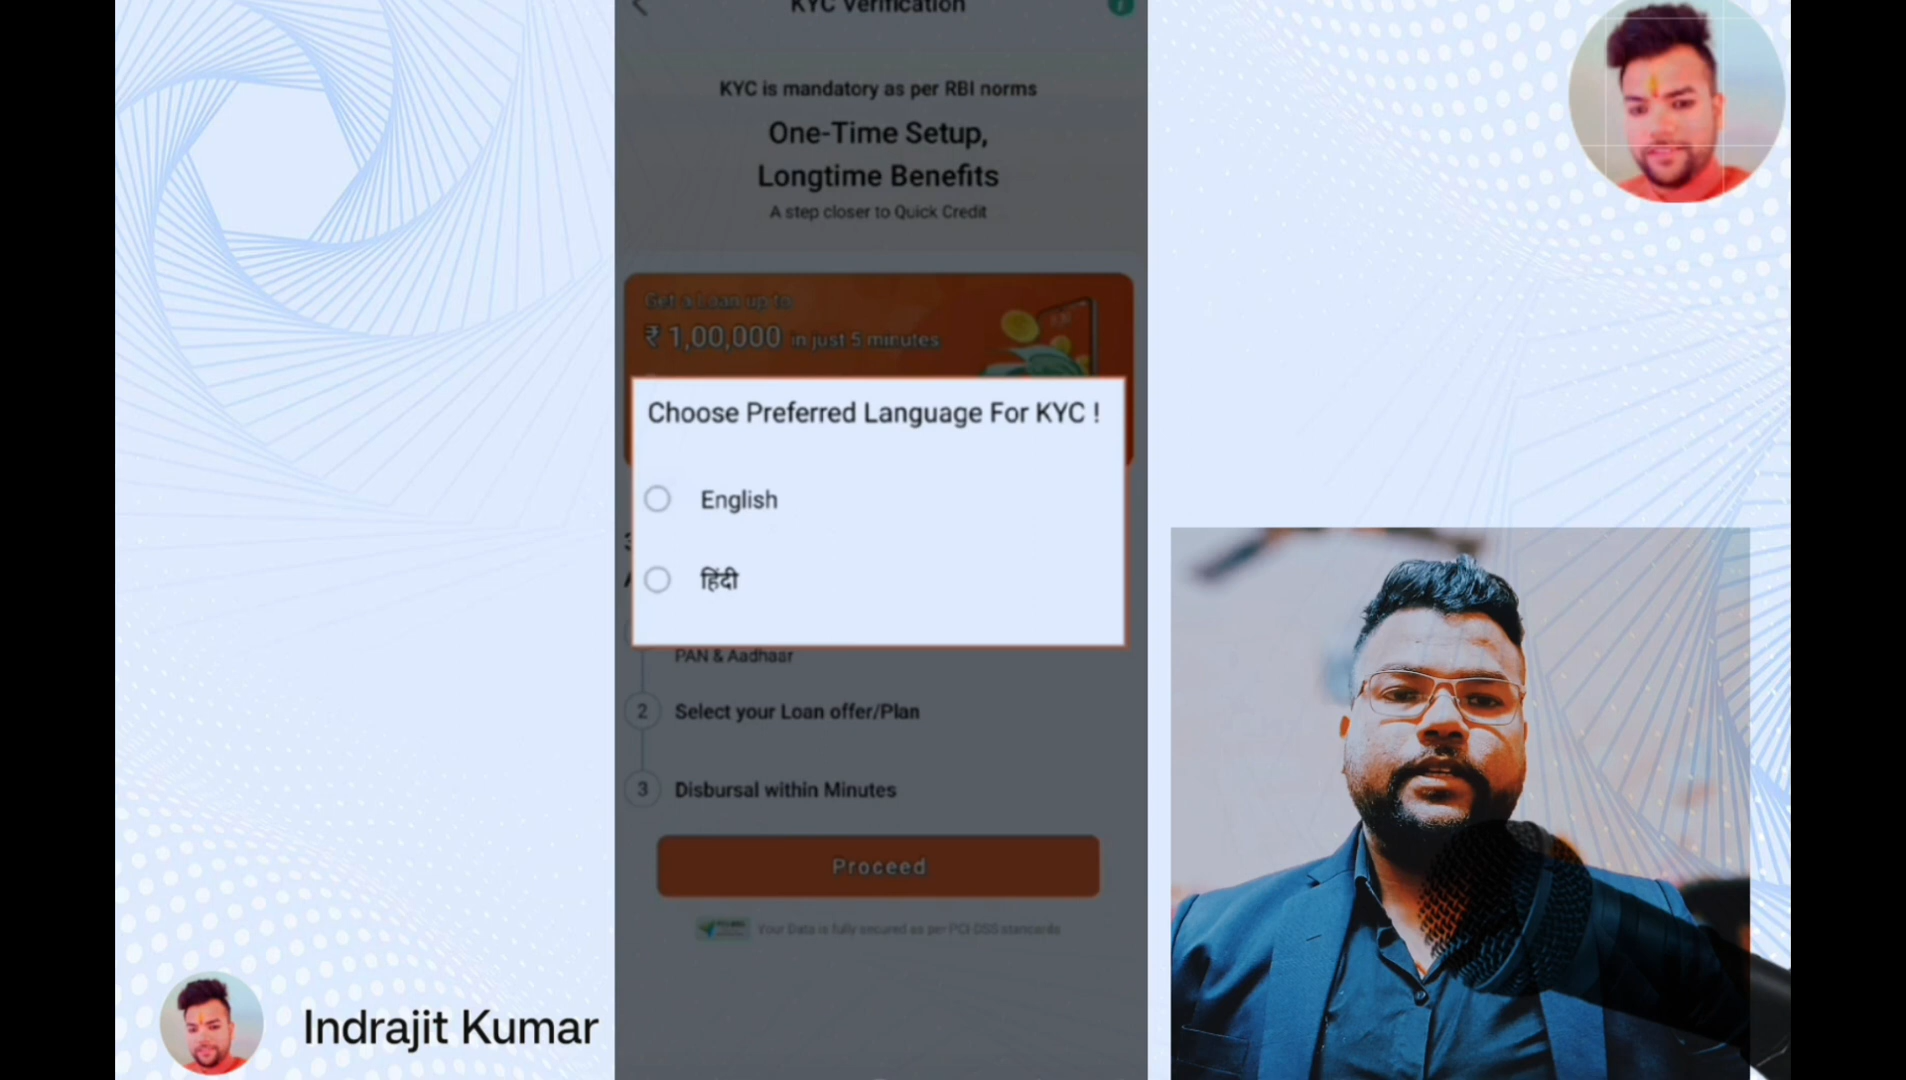 KYC Verification
KYC is mandatory as per RBI norms
One-Time Setup,
Longtime Benefits
A step closer to Quick Credit
Get a Loan up to
₹ 1,00,000 in just 5 minutes
Choose Preferred Language For KYC !
English
हिंदी
PAN & Aadhaar
2 Select your Loan offer/Plan
3 Disbursal within Minutes
Proceed
Your Data is fully secured as per PCI DSS standards
Indrajit Kumar